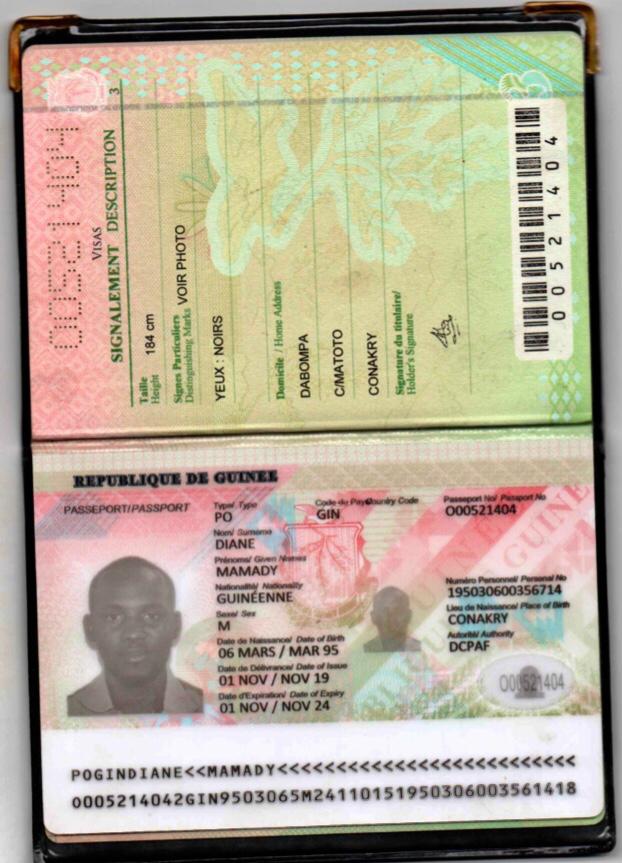 00521404
VISAS
3
SIGNALEMENT DESCRIPTION
Taille
Height 184 cm
Signes Particuliers
Distinguishing Marks VOIR PHOTO
YEUX : NOIRS
Domicile / Home Address
DABOMPA
C/MATOTO
CONAKRY
Signature du titulaire/
Holder's Signature
00521404
REPUBLIQUE DE GUINEE
PASSEPORT/PASSPORT
Type/ Type
PO
Code du Pays/Country Code
GIN
Passeport No/ Passport No
O00521404
Nom/ Surname
DIANE
Prénoms/ Given Names
MAMADY
Nationalité/ Nationality
GUINÉENNE
Sexe/ Sex
M
Date de Naissance/ Date of Birth
06 MARS / MAR 95
Date de Délivrance/ Date of Issue
01 NOV / NOV 19
Date d'Expiration/ Date of Expiry
01 NOV / NOV 24
Numéro Personnel/ Personal No
195030600356714
Lieu de Naissance/ Place of Birth
CONAKRY
Autorité/ Authority
DCPAF
O00521404
POGINDIANE<<MAMADY<<<<<<<<<<<<<<<<<<<<<<<<<<
O005214042GIN9503065M2411015195030600356<1418